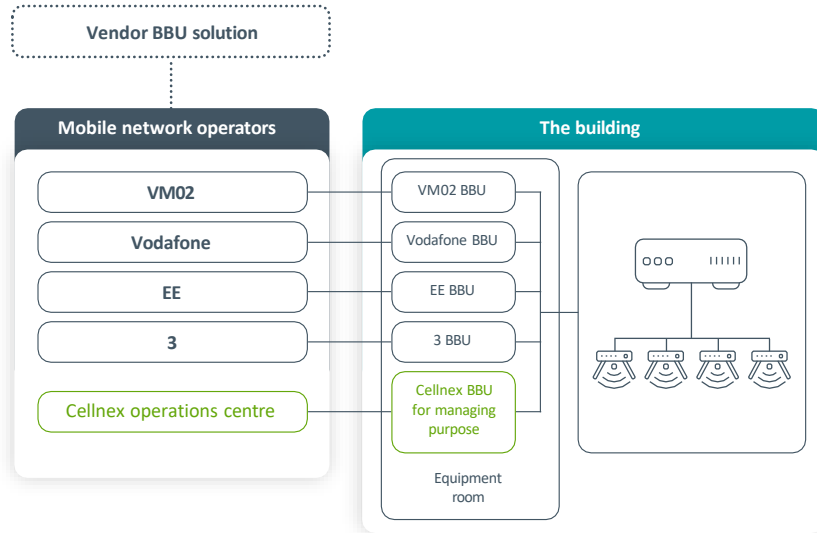 Vendor BBU solution
Mobile network operators
VM02
Vodafone
EE
3
Cellnex operations centre
The building
VM02 BBU
Vodafone BBU
EE BBU
3 BBU
Cellnex BBU
for managing
purpose
Equipment
room